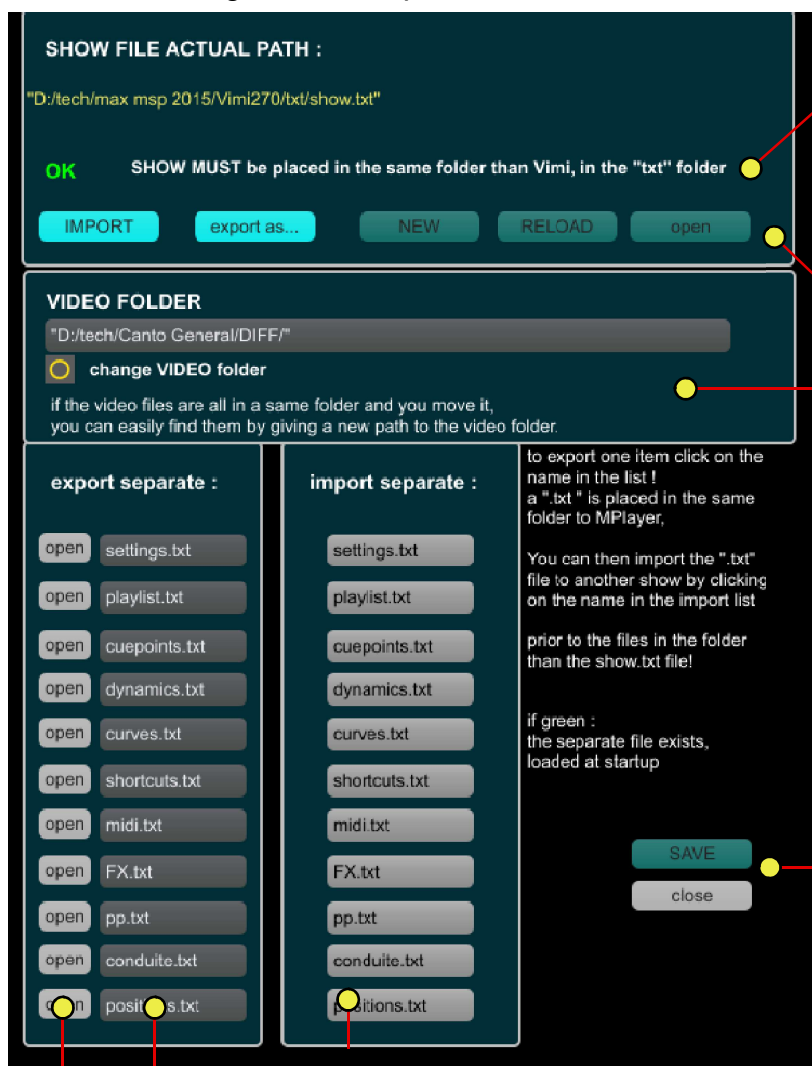 SHOW FILE ACTUAL PATH :
"D:/tech/max msp 2015/Vimi270/txt/show.txt"
OK
SHOW MUST be placed in the same folder than Vimi, in the "txt" folder
IMPORT
export as...
NEW
RELOAD
open
VIDEO FOLDER
"D:/tech/Canto General/DIFF/"
change VIDEO folder
if the video files are all in a same folder and you move it,
you can easily find them by giving a new path to the video folder.
export separate :
open settings.txt
open playlist.txt
open cuepoints.txt
open dynamics.txt
open curves.txt
open shortcuts.txt
open midi.txt
open FX.txt
open pp.txt
open conduite.txt
open positions.txt
import separate :
settings.txt
playlist.txt
cuepoints.txt
dynamics.txt
curves.txt
shortcuts.txt
midi.txt
FX.txt
pp.txt
conduite.txt
positions.txt
to export one item click on the
name in the list !
a ".txt " is placed in the same
folder to MPlayer,
You can then import the ".txt"
file to another show by clicking
on the name in the import list
prior to the files in the folder
than the show.txt file!
if green :
the separate file exists,
loaded at startup
SAVE
close